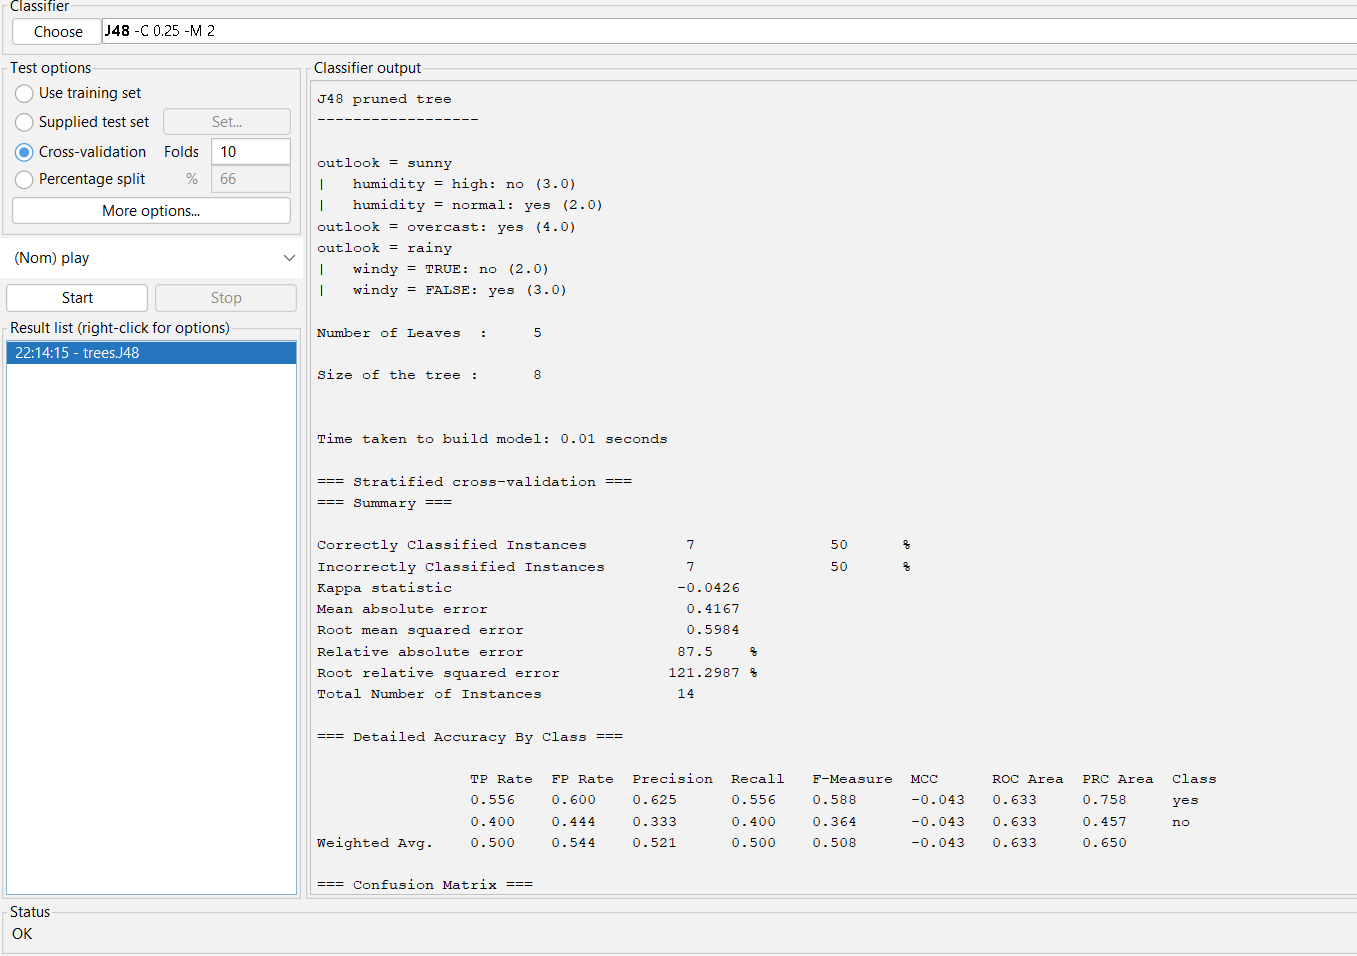 Classifier
Choose J48 -C 0.25 -M 2
Test options
Use training set
Supplied test set Set...
Cross-validation Folds 10
Percentage split % 66
More options...
(Nom) play
Start Stop
Result list (right-click for options)
22:14:15 - trees.J48
Classifier output
J48 pruned tree
------------------
outlook = sunny
|   humidity = high: no (3.0)
|   humidity = normal: yes (2.0)
outlook = overcast: yes (4.0)
outlook = rainy
|   windy = TRUE: no (2.0)
|   windy = FALSE: yes (3.0)
Number of Leaves  :     5
Size of the tree :      8
Time taken to build model: 0.01 seconds
=== Stratified cross-validation ===
=== Summary ===
Correctly Classified Instances           7               50      %
Incorrectly Classified Instances         7               50      %
Kappa statistic                         -0.0426
Mean absolute error                      0.4167
Root mean squared error                  0.5984
Relative absolute error                 87.5    %
Root relative squared error            121.2987 %
Total Number of Instances               14
=== Detailed Accuracy By Class ===
TP Rate  FP Rate  Precision  Recall   F-Measure  MCC      ROC Area  PRC Area  Class
0.556    0.600    0.625      0.556    0.588      -0.043   0.633     0.758     yes
0.400    0.444    0.333      0.400    0.364      -0.043   0.633     0.457     no
Weighted Avg.    0.500    0.544    0.521      0.500    0.508      -0.043   0.633     0.650
=== Confusion Matrix ===
Status
OK